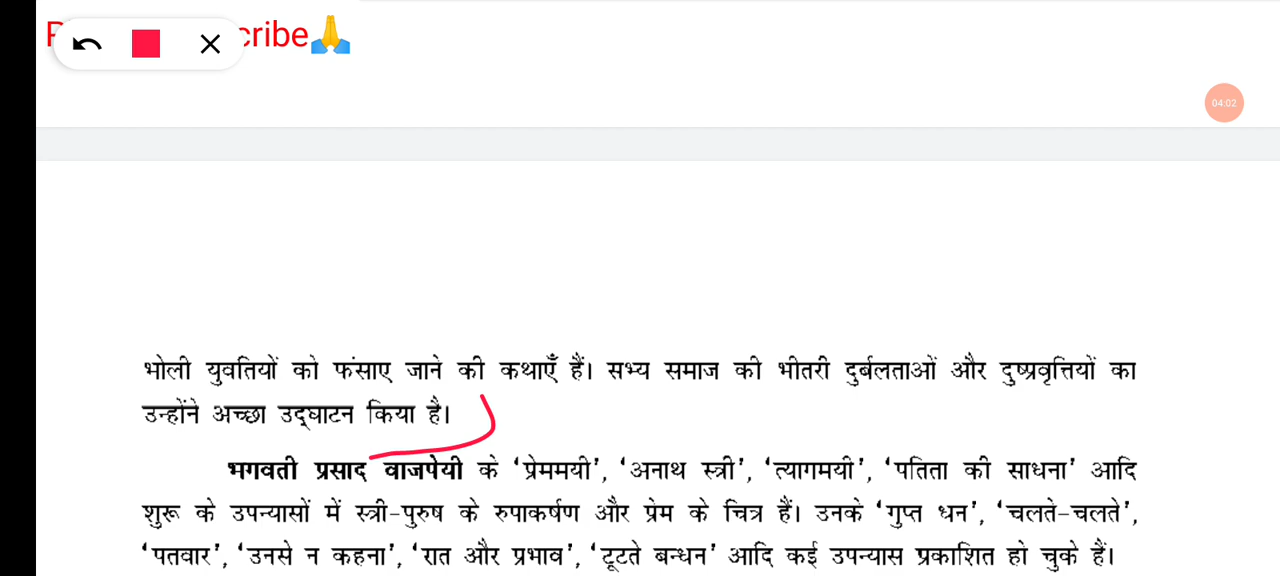 cribe🙏
04:02
भोली युवतियों को फंसाए जाने की कथाएँ हैं। सभ्य समाज की भीतरी दुर्बलताओं और दुष्प्रवृत्तियों का
उन्होंने अच्छा उद्घाटन किया है।
भगवती प्रसाद वाजपेयी के ‘प्रेममयी’, ‘अनाथ स्त्री’, ‘त्यागमयी’, ‘पतिता की साधना’ आदि
शुरू के उपन्यासों में स्त्री-पुरुष के रुपाकर्षण और प्रेम के चित्र हैं। उनके ‘गुप्त धन’, ‘चलते-चलते’,
‘पतवार’, ‘उनसे न कहना’, ‘रात और प्रभाव’, ‘टूटते बन्धन’ आदि कई उपन्यास प्रकाशित हो चुके हैं।